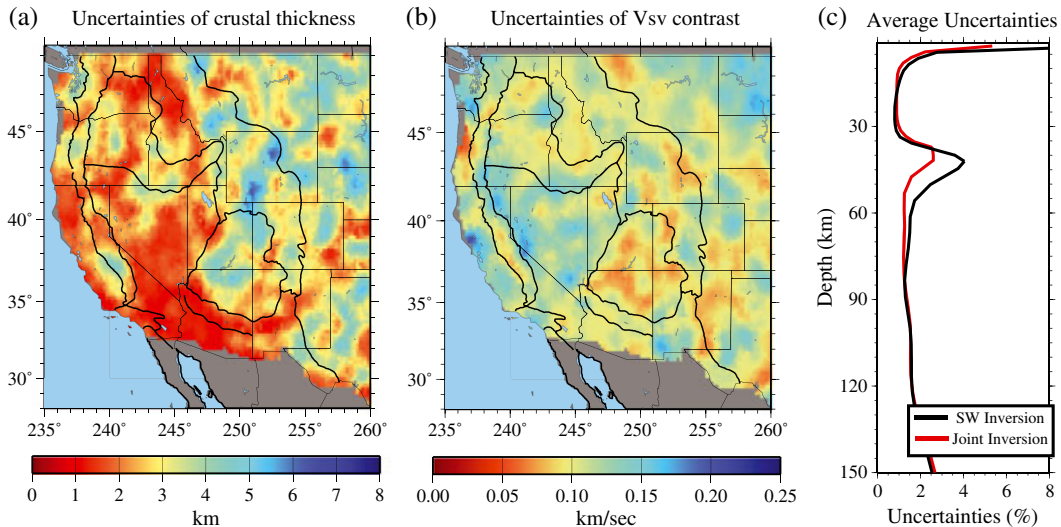 (a) Uncertainties of crustal thickness
45°
40°
35°
30°
235 240 245 250 255 260°
0 1 2 3 4 5 6 7 8
km
(b) Uncertainties of Vsv contrast
45°
40°
35°
30°
235° 240° 245° 250° 255° 260°
0.00 0.05 0.10 0.15 0.20 0.25
km/sec
(c) Average Uncertainties
30
60
90
120
150
Depth (km)
SW Inversion
Joint Inversion
0 2 4 6 8
Uncertainties (%)